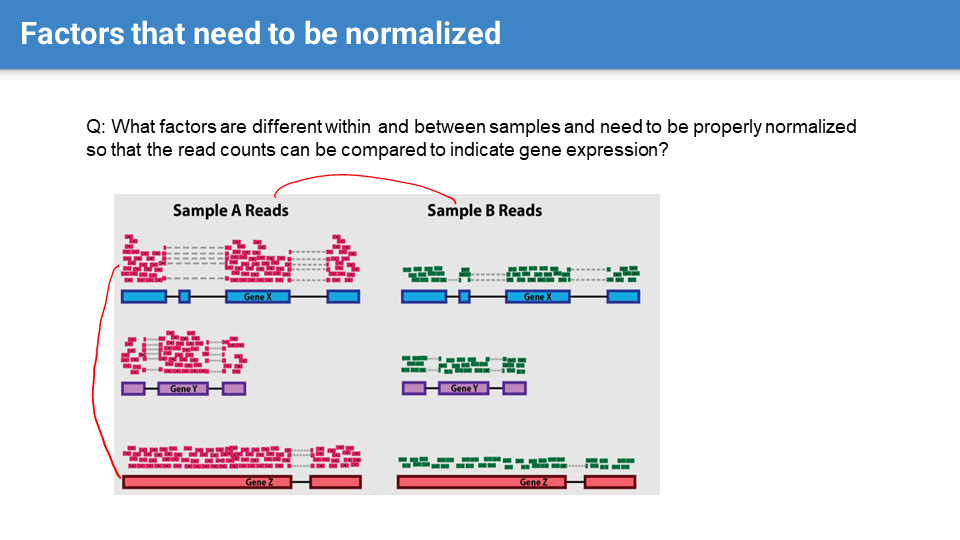 Factors that need to be normalized
Q: What factors are different within and between samples and need to be properly normalized
so that the read counts can be compared to indicate gene expression?
Sample A Reads
Sample B Reads
Gene X
Gene X
Gene Y
Gene Y
Gene Z
Gene Z